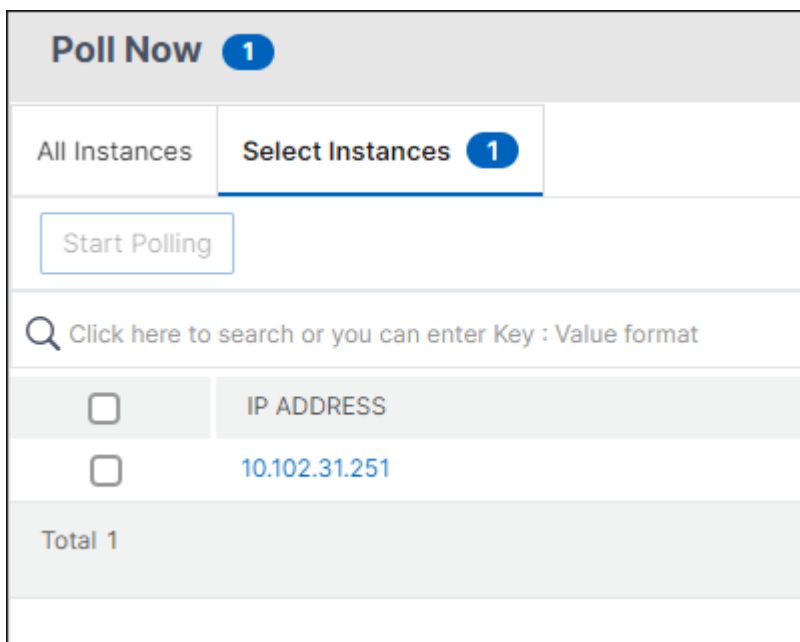 Poll Now 1
All Instances Select Instances 1
Start Polling
Click here to search or you can enter Key : Value format
IP ADDRESS
10.102.31.251
Total 1